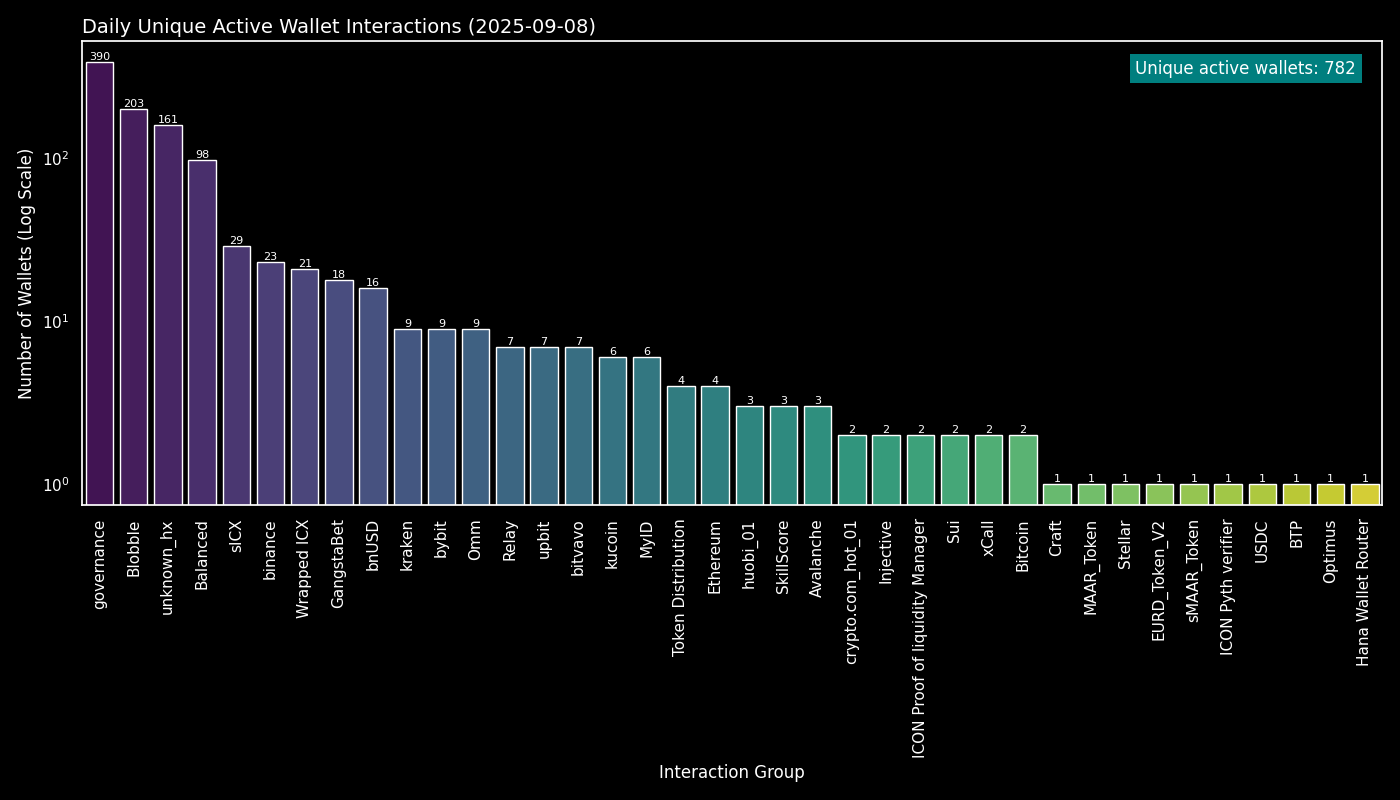 Daily Unique Active Wallet Interactions (2025-09-08)
Unique active wallets: 782
Number of Wallets (Log Scale)
10²
10¹
10⁰
390
203
161
98
29
23
21
18
16
9
9
9
7
7
7
6
6
4
4
3
3
3
2
2
2
2
2
2
1
1
1
1
1
1
1
1
1
1
governance
Blobble
unknown_hx
Balanced
sICX
binance
Wrapped ICX
GangstaBet
bnUSD
kraken
bybit
Omm
Relay
upbit
bitvavo
kucoin
MyID
Token Distribution
Ethereum
huobi_01
SkillScore
Avalanche
crypto.com_hot_01
Injective
ICON Proof of liquidity Manager
Sui
xCall
Bitcoin
Craft
MAAR_Token
Stellar
EURD_Token_V2
sMAAR_Token
ICON Pyth verifier
USDC
BTP
Optimus
Hana Wallet Router
Interaction Group